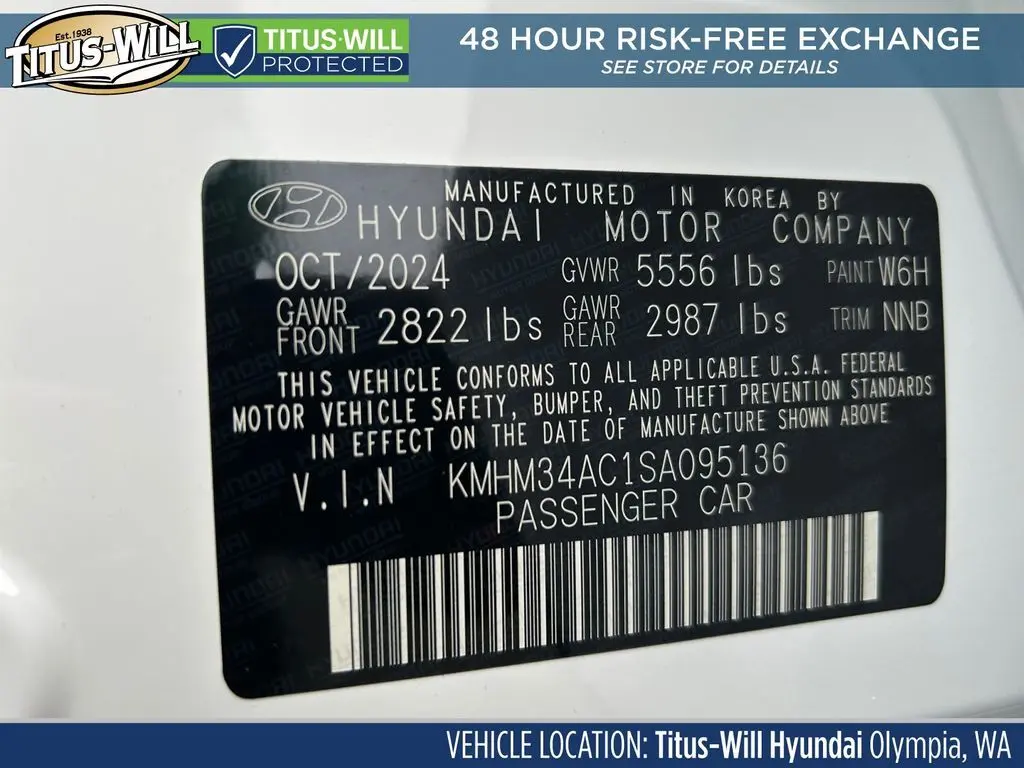 Est. 1938
TITUS-WILL
TITUS-WILL
PROTECTED
48 HOUR RISK-FREE EXCHANGE
SEE STORE FOR DETAILS
MANUFACTURED IN KOREA BY
HYUNDAI MOTOR COMPANY
OCT/2024 GVWR 5556 lbs PAINT W6H
GAWR FRONT 2822 lbs GAWR REAR 2987 lbs TRIM NNB
THIS VEHICLE CONFORMS TO ALL APPLICABLE U.S.A. FEDERAL
MOTOR VEHICLE SAFETY, BUMPER, AND THEFT PREVENTION STANDARDS
IN EFFECT ON THE DATE OF MANUFACTURE SHOWN ABOVE
V.I.N KMHM34AC1SA095136
PASSENGER CAR
VEHICLE LOCATION: Titus-Will Hyundai Olympia, WA